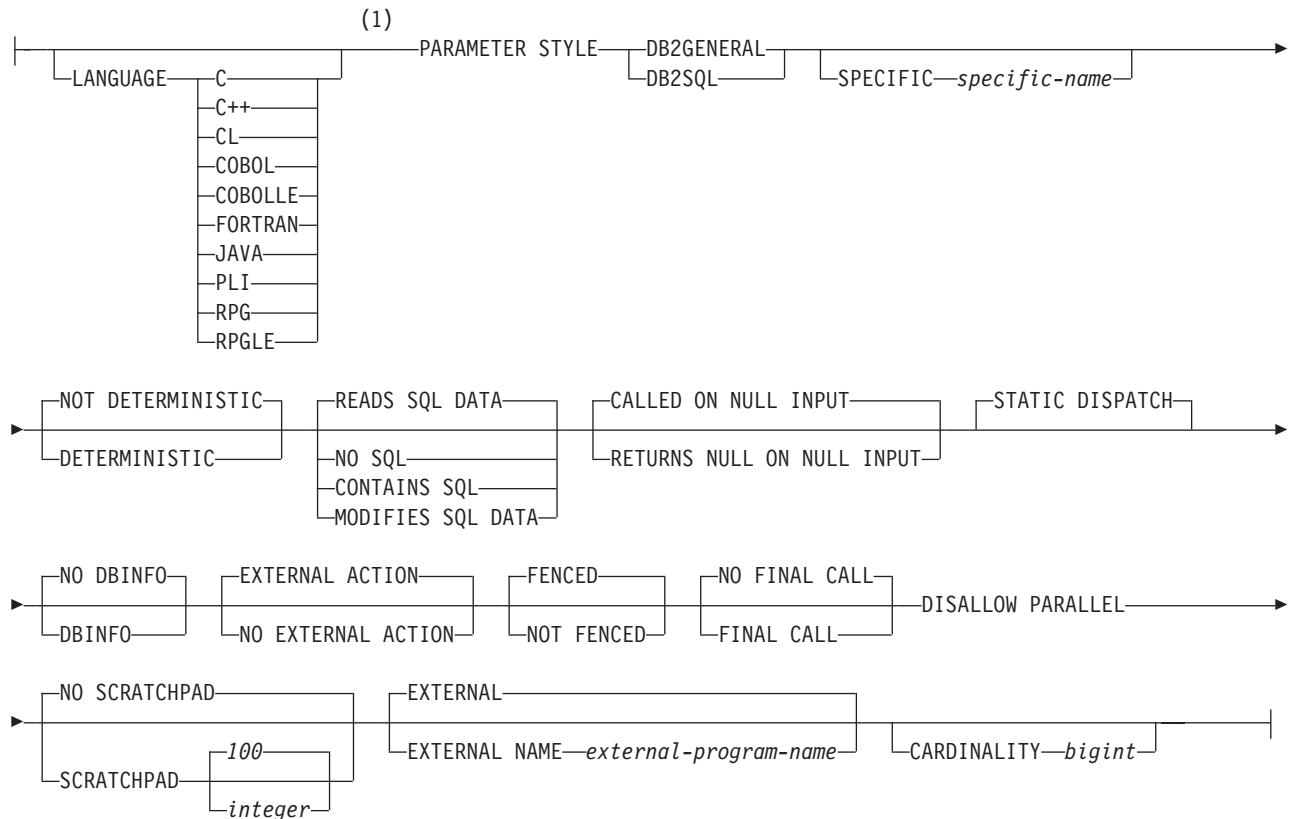 (1)
PARAMETER STYLE DB2GENERAL
LANGUAGE C DB2SQL SPECIFIC specific-name
C++
CL
COBOL
COBOLLE
FORTRAN
JAVA
PLI
RPG
RPGLE
NOT DETERMINISTIC READS SQL DATA CALLED ON NULL INPUT STATIC DISPATCH
DETERMINISTIC NO SQL RETURNS NULL ON NULL INPUT
CONTAINS SQL
MODIFIES SQL DATA
NO DBINFO EXTERNAL ACTION FENCED NO FINAL CALL
DISALLOW PARALLEL
DBINFO NO EXTERNAL ACTION NOT FENCED FINAL CALL
NO SCRATCHPAD EXTERNAL
100 EXTERNAL NAME external-program-name CARDINALITY bigint
SCRATCHPAD
integer